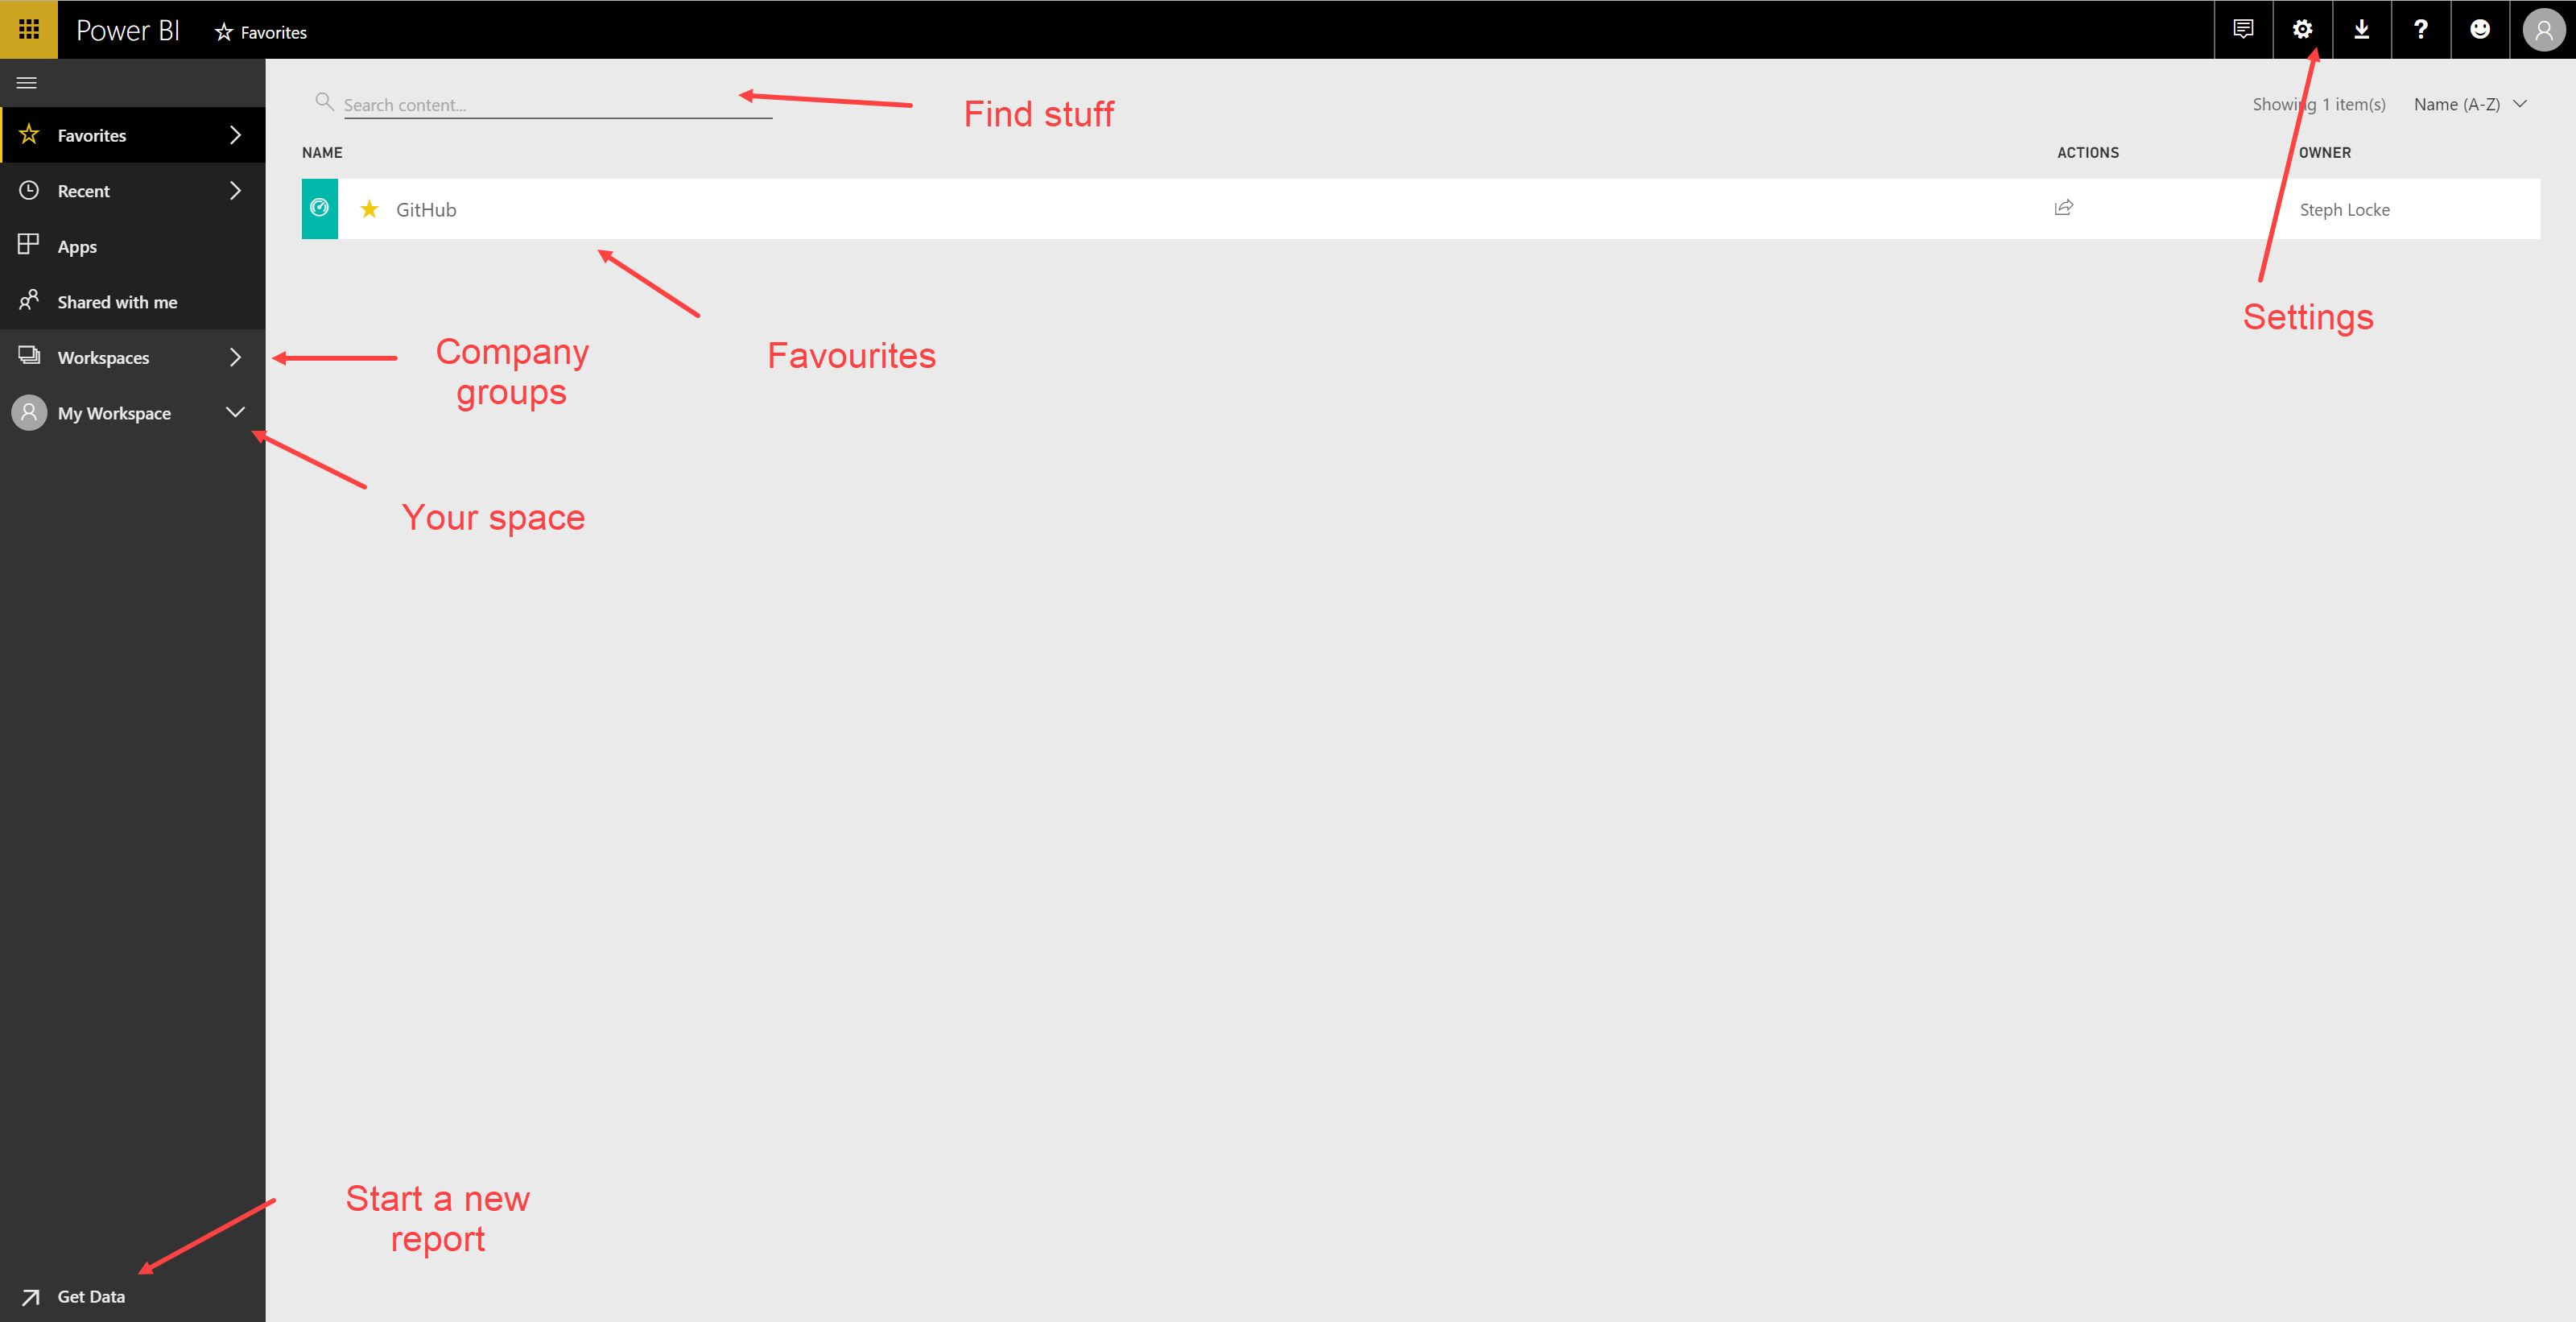 Power BI
Favorites
Search content...
Find stuff
Showing 1 item(s)
Name (A-Z)
NAME
ACTIONS
OWNER
GitHub
Steph Locke
Favorites
Recent
Apps
Shared with me
Workspaces
My Workspace
Company
groups
Favourites
Settings
Your space
Start a new
report
Get Data